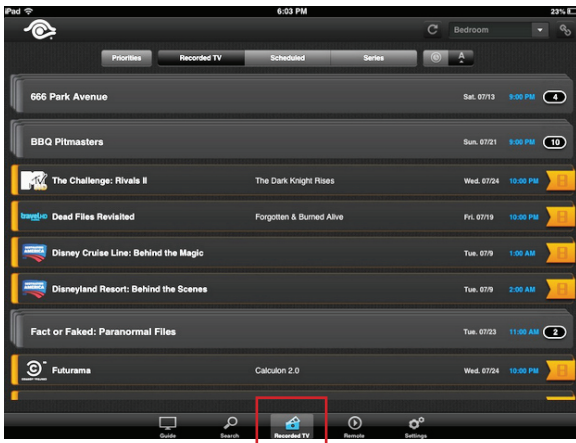 iPad 6:03 PM 23%
Bedroom
Priorities Recorded TV Scheduled Series A
666 Park Avenue Sat. 07/13 9:00 PM 4
BBQ Pitmasters Sun. 07/21 9:00 PM 10
The Challenge: Rivals II The Dark Knight Rises Wed. 07/24 10:00 PM
Dead Files Revisited Forgotten & Burned Alive Fri. 07/19 10:00 PM
Disney Cruise Line: Behind the Magic Tue. 07/9 1:00 AM
Disneyland Resort: Behind the Scenes Tue. 07/9 2:00 AM
Fact or Faked: Paranormal Files Tue. 07/23 11:00 AM 2
Futurama Calculon 2.0 Wed. 07/24 10:00 PM
Guide Search Recorded TV Remote Settings